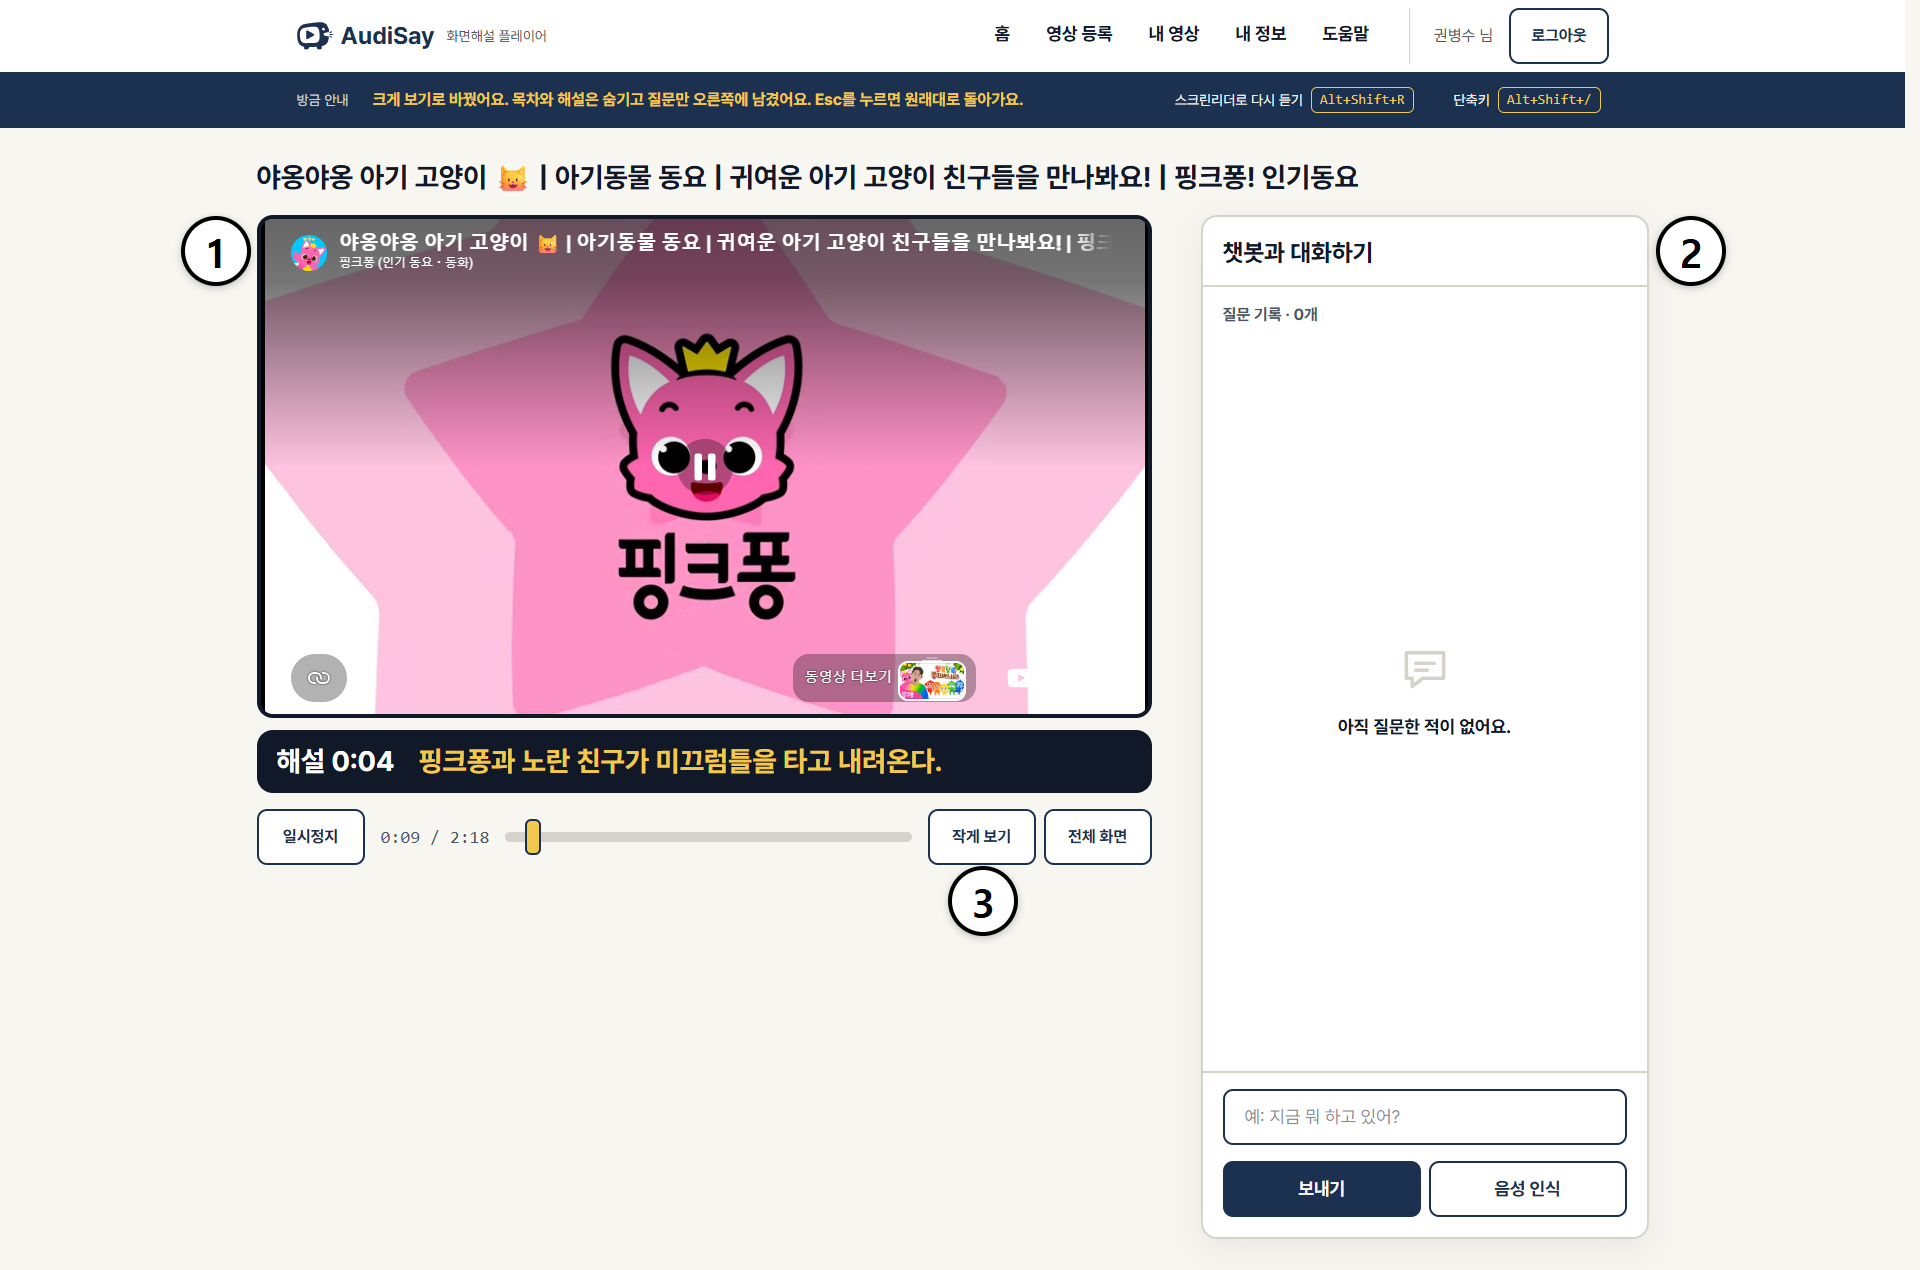 AudiSay 화면해설 플레이어
홈 영상 등록 내 영상 내 정보 도움말 권병수 님 로그아웃
방금 안내 크게 보기로 바꿨어요. 목차와 해설은 숨기고 질문만 오른쪽에 남겼어요. Esc를 누르면 원래대로 돌아가요. 스크린리더로 다시 듣기 Alt+Shift+R 단축키 Alt+Shift+/
야옹야옹 아기 고양이 🐱 | 아기동물 동요 | 귀여운 아기 고양이 친구들을 만나봐요! | 핑크퐁! 인기동요
1
야옹야옹 아기 고양이 🐱 | 아기동물 동요 | 귀여운 아기 고양이 친구들을 만나봐요! | 핑크
핑크퐁 (인기 동요・동화)
핑크퐁
동영상 더보기
해설 0:04 핑크퐁과 노란 친구가 미끄럼틀을 타고 내려온다.
일시정지 0:09 / 2:18 작게 보기 전체 화면
3
2
챗봇과 대화하기
질문 기록 · 0개
아직 질문한 적이 없어요.
예: 지금 뭐 하고 있어?
보내기 음성 인식